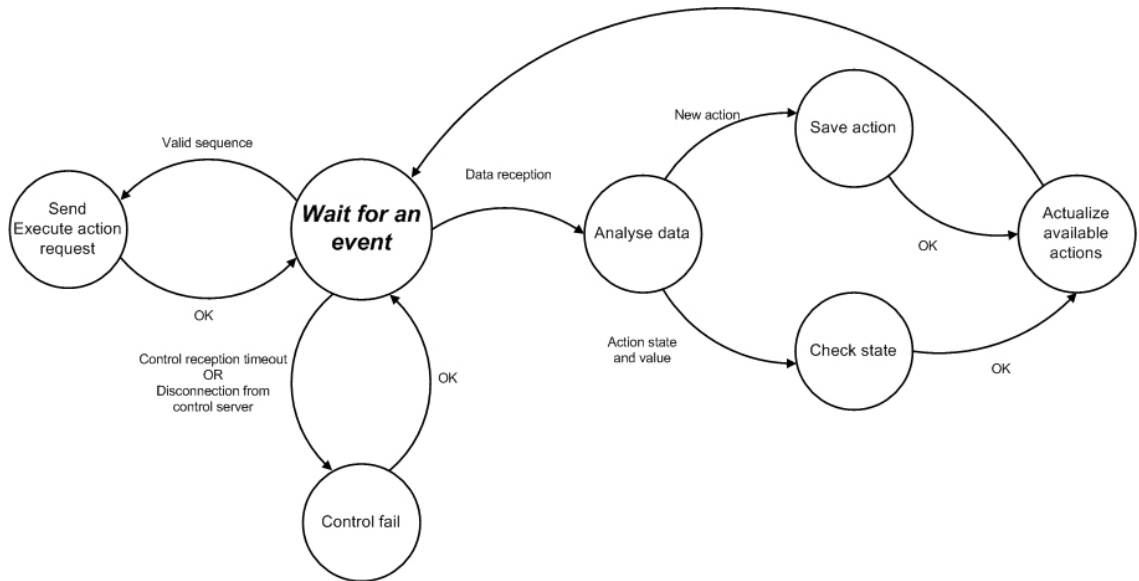 New action
Save action
Valid sequence
Data reception
Send
Execute action
request
Wait for an
event
Analyse data
Actualize
available
actions
OK
OK
Control reception timeout
OR
Disconnection from
control server
OK
Action state
and value
Check state
OK
Control fail